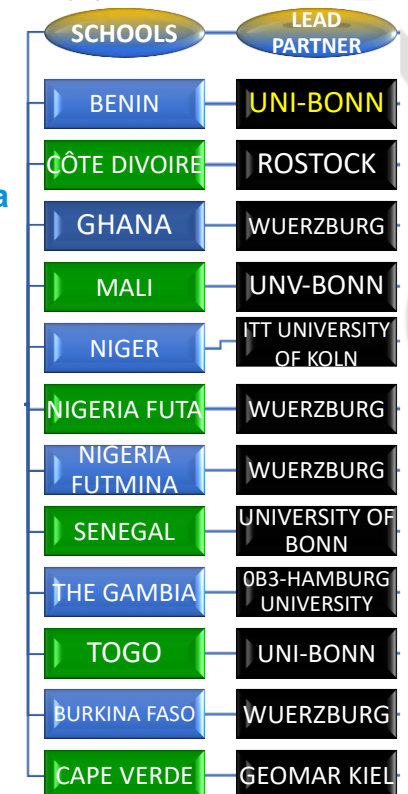 SCHOOLS
LEAD
PARTNER
BENIN
UNI-BONN
CÔTE DIVOIRE
ROSTOCK
a
GHANA
WUERZBURG
MALI
UNV-BONN
NIGER
ITT UNIVERSITY
OF KOLN
NIGERIA FUTA
WUERZBURG
NIGERIA
FUTMINA
WUERZBURG
SENEGAL
UNIVERSITY OF
BONN
THE GAMBIA
0B3-HAMBURG
UNIVERSITY
TOGO
UNI-BONN
BURKINA FASO
WUERZBURG
CAPE VERDE
GEOMAR KIEL